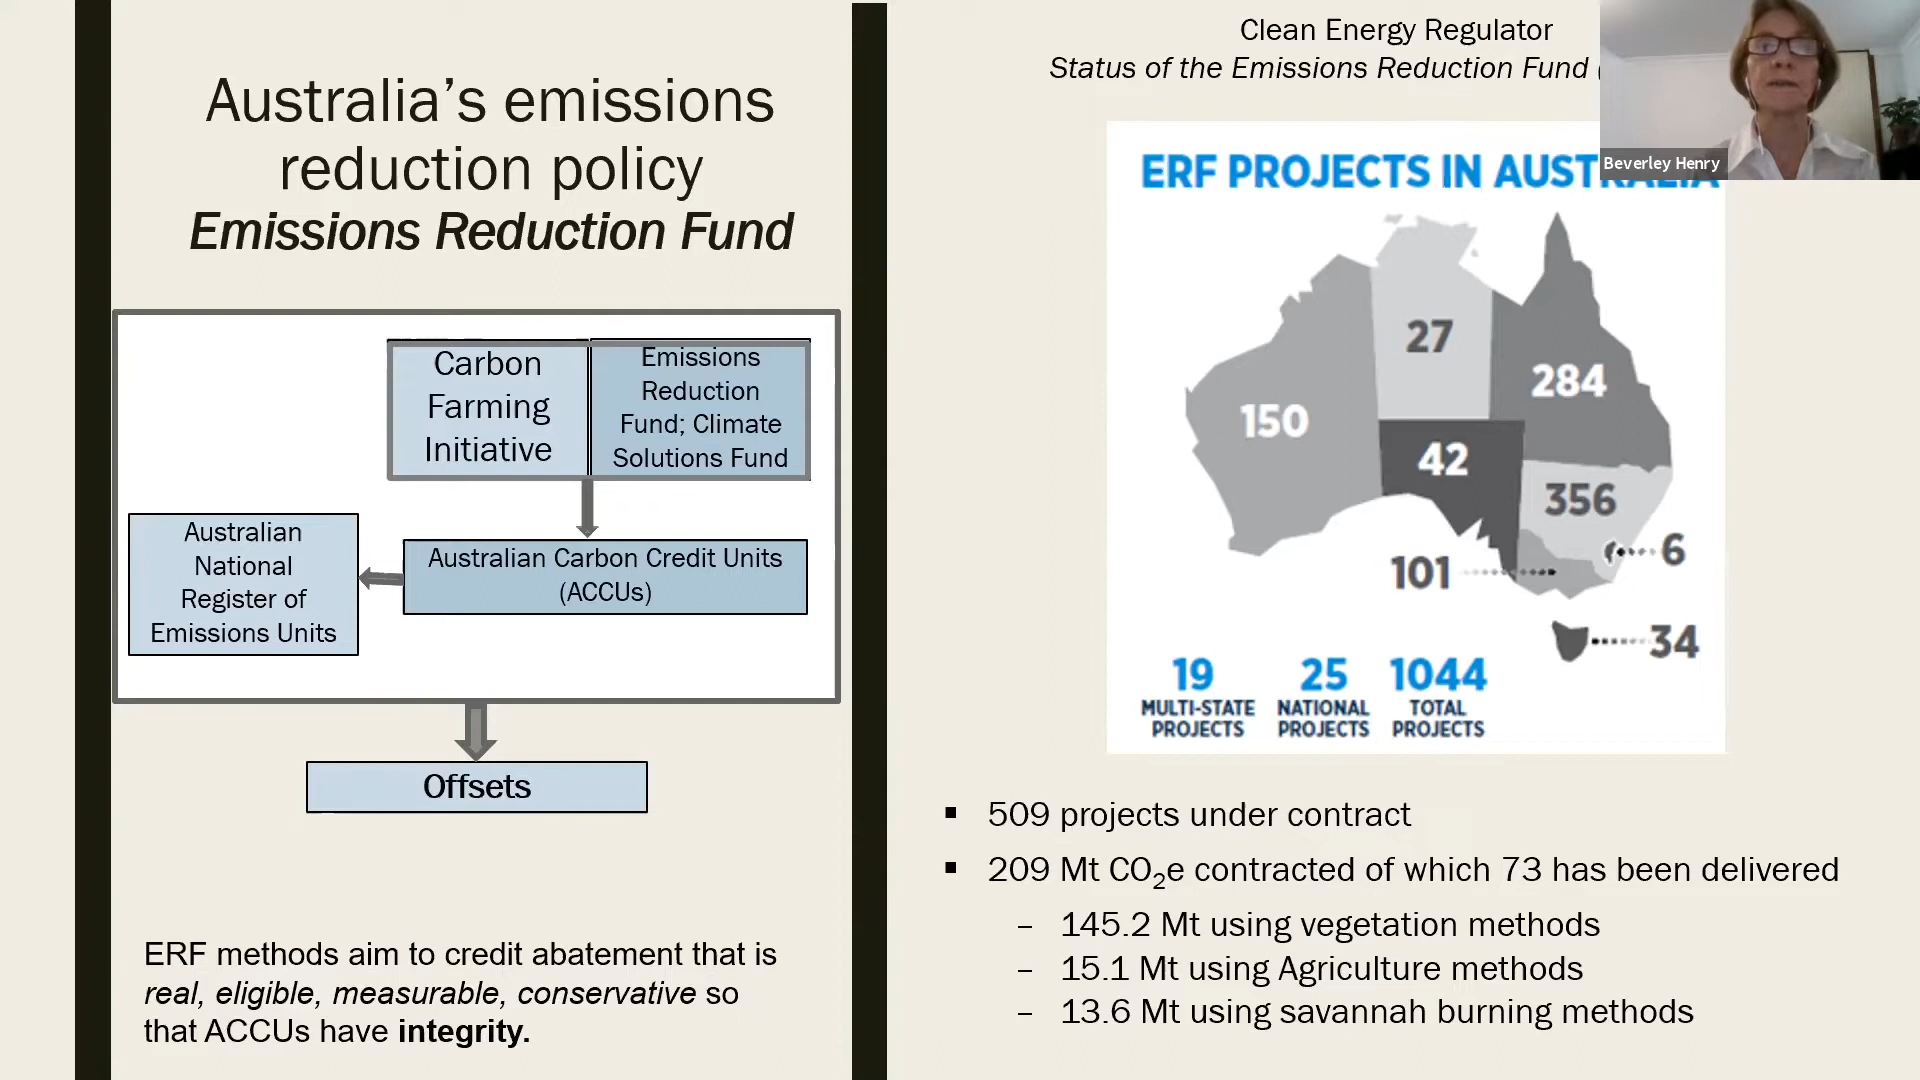 Australia’s emissions
reduction policy
Emissions Reduction Fund
Carbon
Farming
Initiative
Emissions
Reduction
Fund; Climate
Solutions Fund
Australian
National
Register of
Emissions Units
Australian Carbon Credit Units
(ACCUs)
Offsets
ERF methods aim to credit abatement that is
real, eligible, measurable, conservative so
that ACCUs have integrity.
Clean Energy Regulator
Status of the Emissions Reduction Fund
Beverley Henry
ERF PROJECTS IN AUSTRALIA
27
284
150
42
356
6
101
34
19
MULTI-STATE
PROJECTS
25
NATIONAL
PROJECTS
1044
TOTAL
PROJECTS
▪ 509 projects under contract
▪ 209 Mt CO₂e contracted of which 73 has been delivered
– 145.2 Mt using vegetation methods
– 15.1 Mt using Agriculture methods
– 13.6 Mt using savannah burning methods